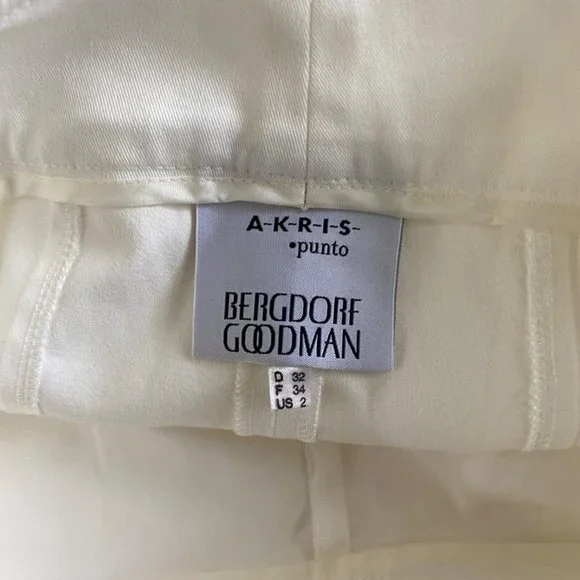 A-K-R-I-S-
•punto
BERGDORF
GOODMAN
D 32
F 34
US 2